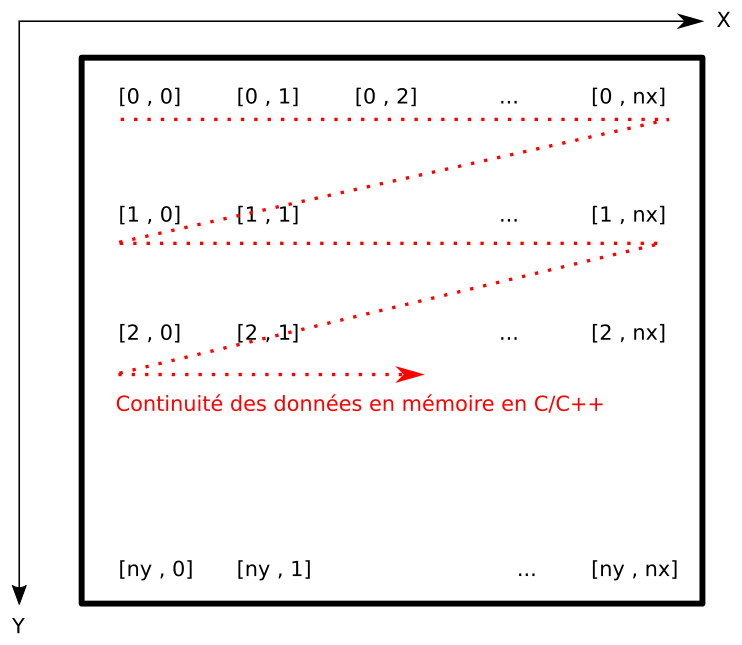 X
[0 , 0] [0 , 1] [0 , 2] ... [0 , nx]
[1 , 0] [1 , 1] ... [1 , nx]
[2 , 0] [2 , 1] ... [2 , nx]
Continuité des données en mémoire en C/C++
[ny , 0] [ny , 1] ... [ny , nx]
Y